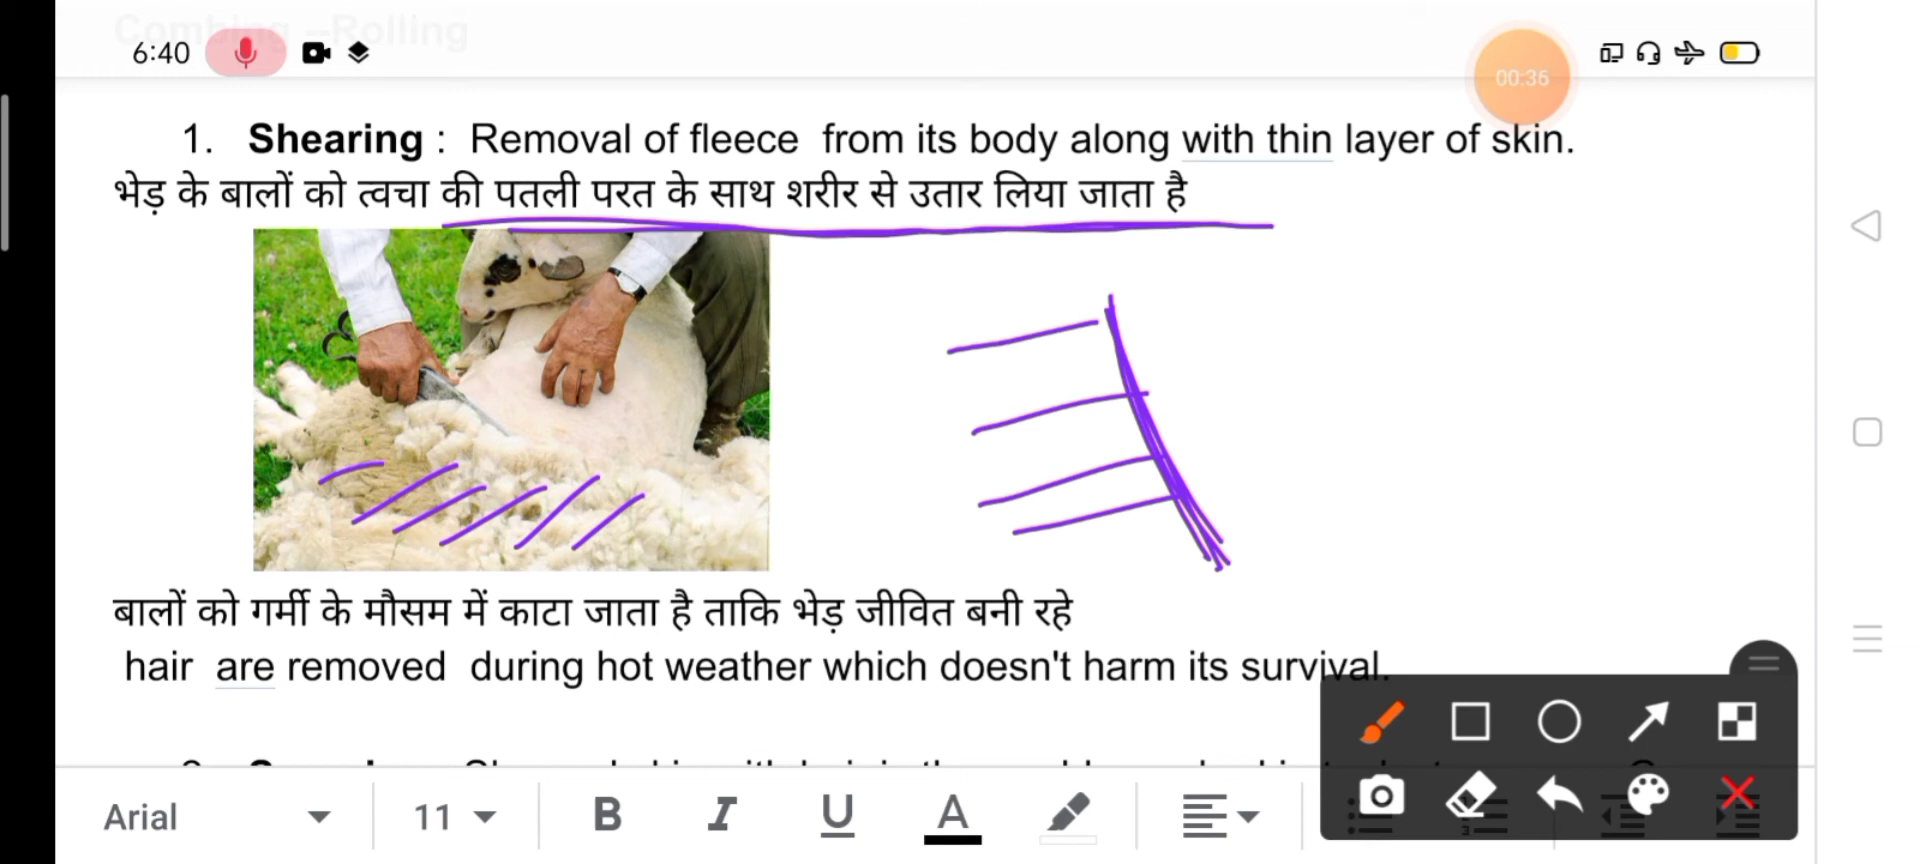 Combing --Rolling
6:40
00:36
1. Shearing : Removal of fleece from its body along with thin layer of skin.
भेड़ के बालों को त्वचा की पतली परत के साथ शरीर से उतार लिया जाता है
बालों को गर्मी के मौसम में काटा जाता है ताकि भेड़ जीवित बनी रहे
hair are removed during hot weather which doesn't harm its survival.
Arial 11 B I U A